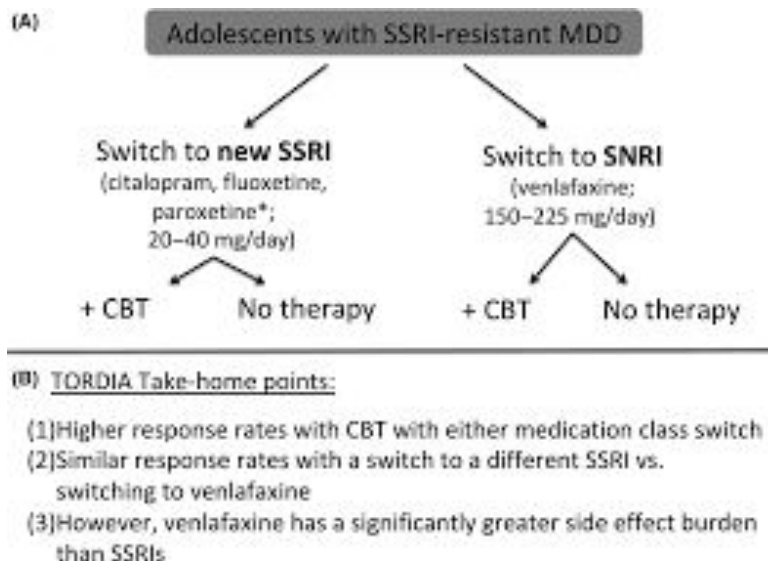 (A)
Adolescents with SSRI-resistant MDD
Switch to new SSRI
(citalopram, fluoxetine,
paroxetine*;
20–40 mg/day)
Switch to SNRI
(venlafaxine;
150–225 mg/day)
+ CBT
No therapy
+ CBT
No therapy
(B) TORDIA Take-home points:
(1)Higher response rates with CBT with either medication class switch
(2)Similar response rates with a switch to a different SSRI vs.
switching to venlafaxine
(3)However, venlafaxine has a significantly greater side effect burden
than SSRIs